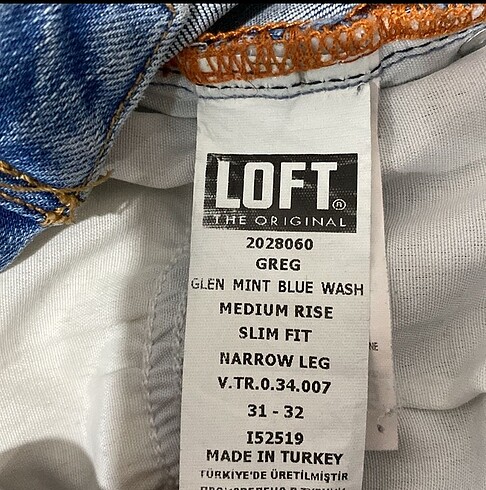 LOFT®
THE ORIGINAL
2028060
GREG
GLEN MINT BLUE WASH
MEDIUM RISE
SLIM FIT
NARROW LEG
V.TR.0.34.007
31 - 32
I52519
MADE IN TURKEY
TÜRKİYE'DE ÜRETİLMİŞTİR